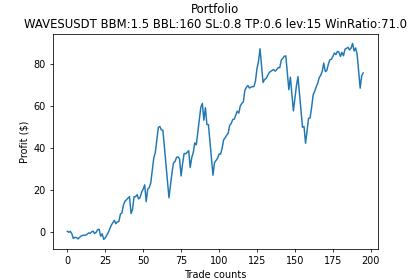 Portfolio
WAVESUSDT BBM:1.5 BBL:160 SL:0.8 TP:0.6 lev:15 WinRatio:71.0
Profit ($)
80
60
40
20
0
0 25 50 75 100 125 150 175 200
Trade counts